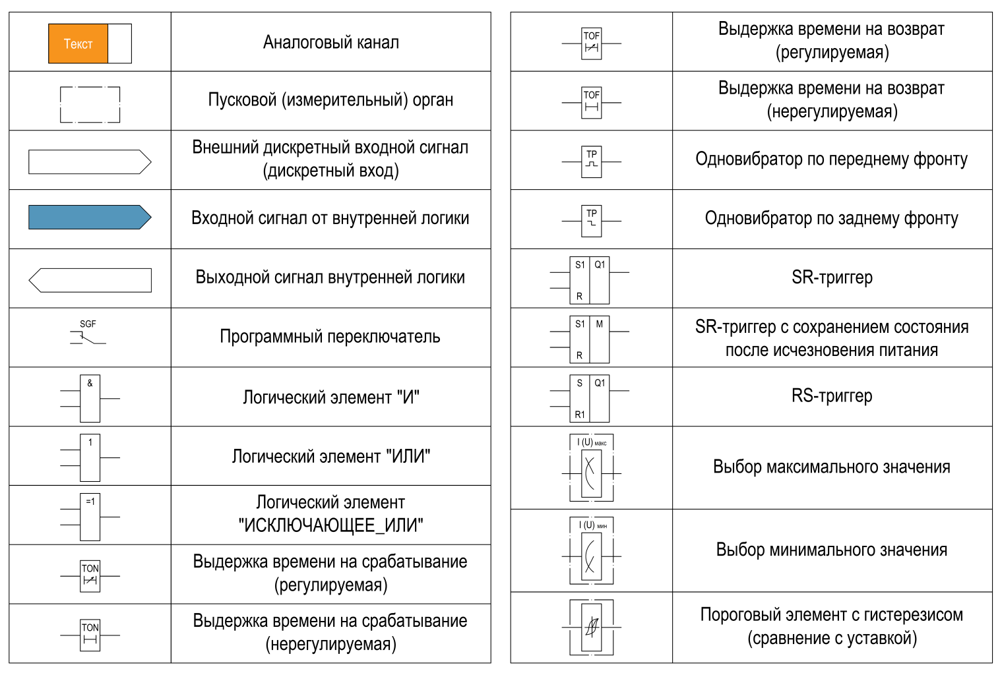 Текст
Аналоговый канал
Пусковой (измерительный) орган
Внешний дискретный входной сигнал
(дискретный вход)
Входной сигнал от внутренней логики
Выходной сигнал внутренней логики
SGF
Программный переключатель
&
Логический элемент "И"
1
Логический элемент "ИЛИ"
=1
Логический элемент
"ИСКЛЮЧАЮЩЕЕ_ИЛИ"
TON
Выдержка времени на срабатывание
(регулируемая)
TON
Выдержка времени на срабатывание
(нерегулируемая)
TOF
Выдержка времени на возврат
(регулируемая)
TOF
Выдержка времени на возврат
(нерегулируемая)
TP
Одновибратор по переднему фронту
TP
Одновибратор по заднему фронту
S1 Q1
R
SR-триггер
S1 M
R
SR-триггер с сохранением состояния
после исчезновения питания
S Q1
R1
RS-триггер
I (U) макс
Выбор максимального значения
I (U) мин
Выбор минимального значения
Пороговый элемент с гистерезисом
(сравнение с уставкой)